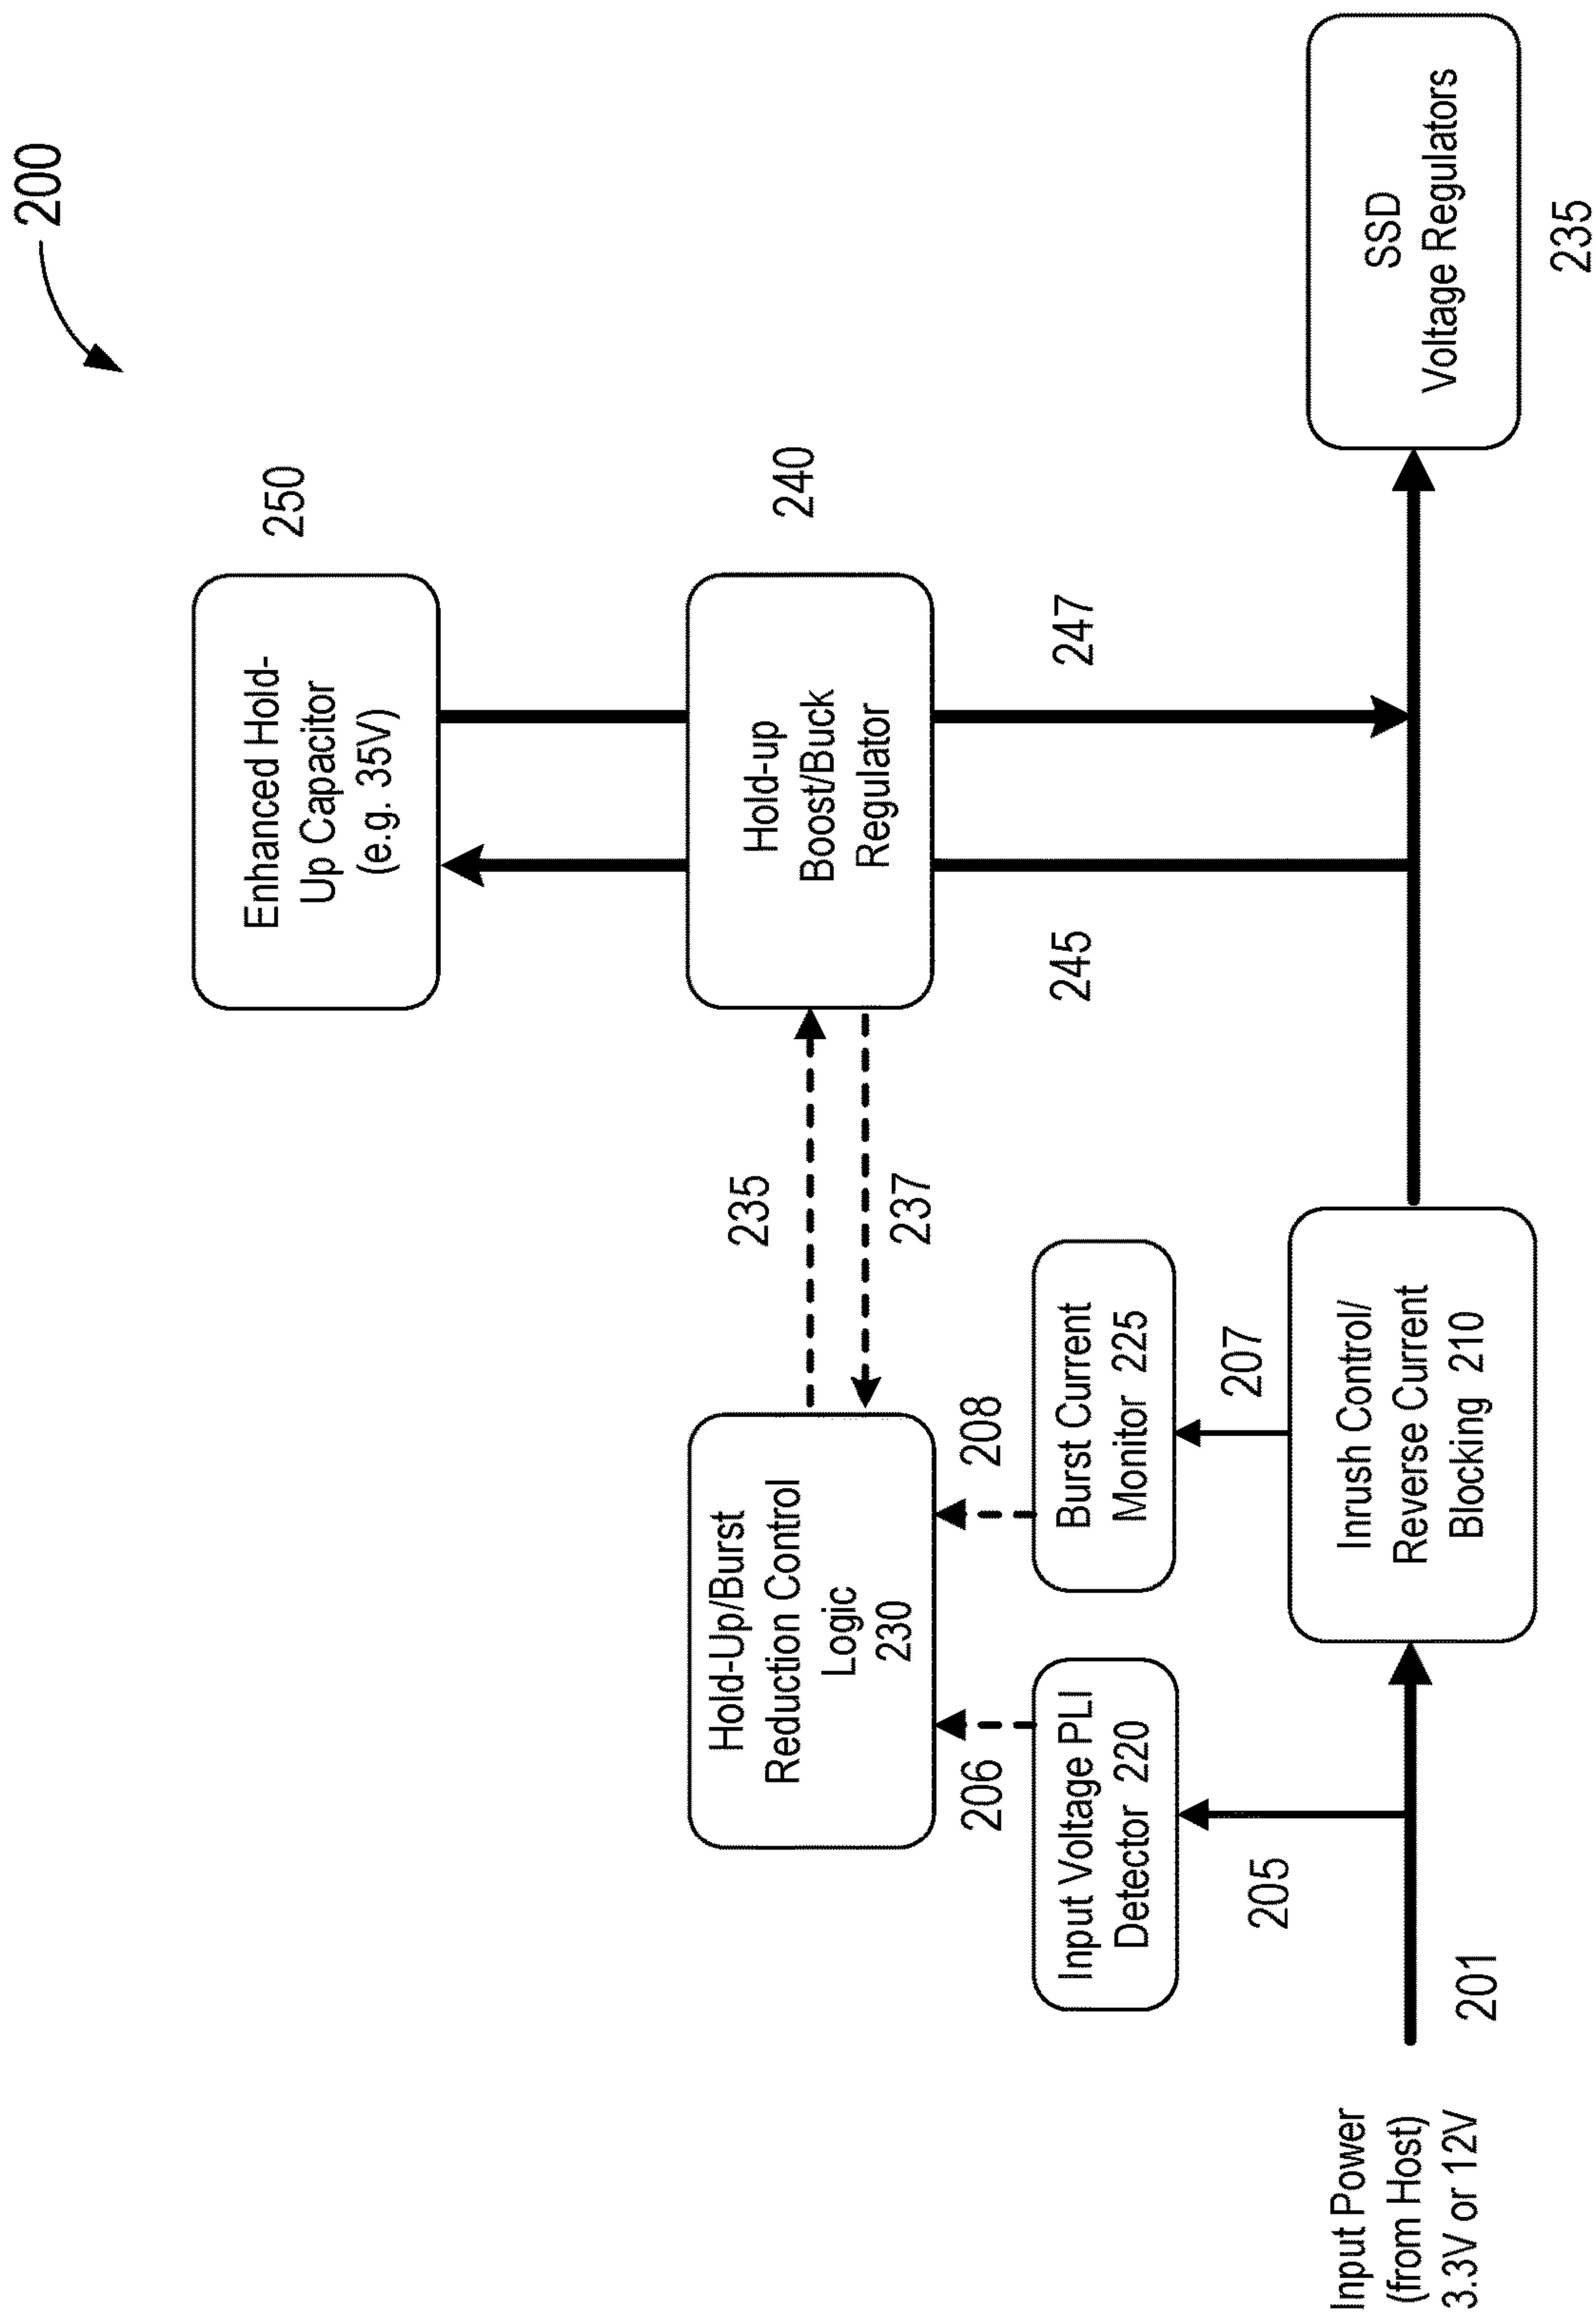 200
Enhanced Hold-
Up Capacitor
(e.g. 35V)
250
Hold-up
Boost/Buck
Regulator
240
235
237
Hold-Up/Burst
Reduction Control
Logic
230
245
247
206
208
Input Voltage PLI
Detector 220
Burst Current
Monitor 225
205
207
Input Power
(from Host)
3.3V or 12V
201
Inrush Control/
Reverse Current
Blocking 210
SSD
Voltage Regulators
235